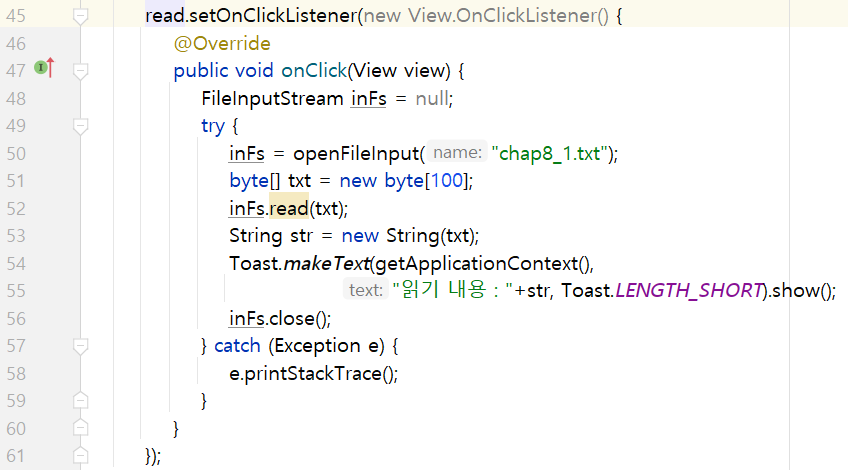 45 read.setOnClickListener(new View.OnClickListener() {
46 @Override
47 public void onClick(View view) {
48 FileInputStream inFs = null;
49 try {
50 inFs = openFileInput( name: "chap8_1.txt");
51 byte[] txt = new byte[100];
52 inFs.read(txt);
53 String str = new String(txt);
54 Toast.makeText(getApplicationContext(),
55 text: "읽기 내용 : "+str, Toast.LENGTH_SHORT).show();
56 inFs.close();
57 } catch (Exception e) {
58 e.printStackTrace();
59 }
60 }
61 });